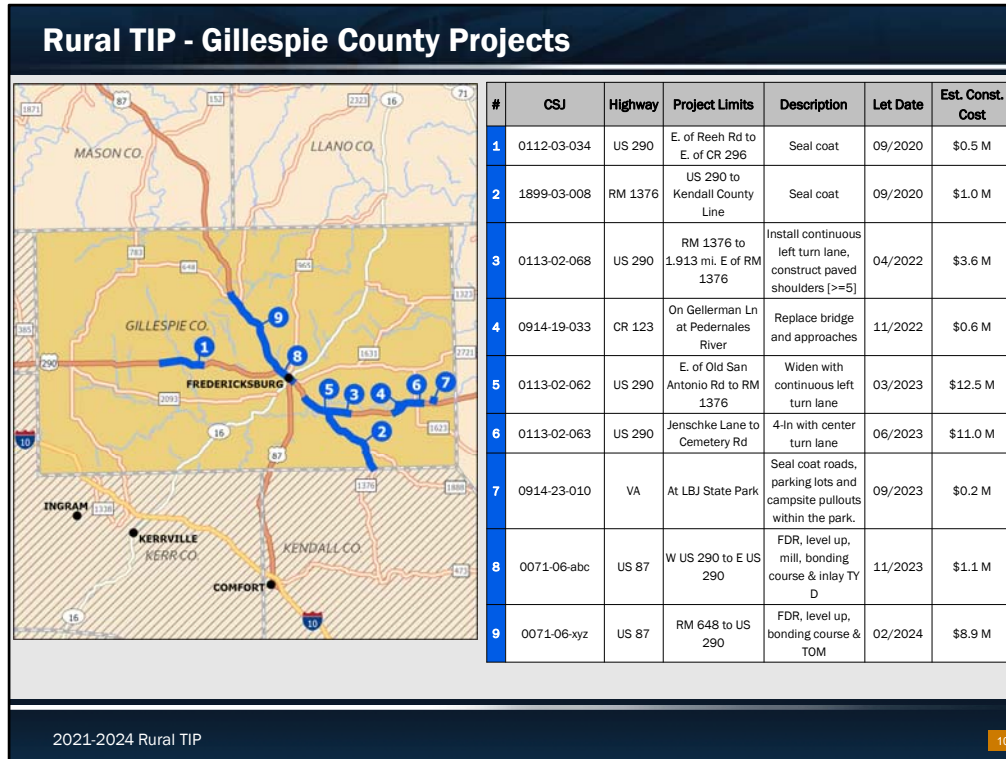 Rural TIP - Gillespie County Projects
87
152
2323
16
71
1871
MASON CO.
LLANO CO.
783
648
965
1323
385
GILLESPIE CO.
9
1
8
1631
2721
290
FREDERICKSBURG
5
3
4
6
7
2093
2
1623
10
16
87
1376
1888
INGRAM
1338
KERRVILLE
KERR CO.
KENDALL CO.
473
COMFORT
16
10
# CSJ Highway Project Limits Description Let Date Est. Const.
Cost
1 0112-03-034 US 290 E. of Reeh Rd to
E. of CR 296 Seal coat 09/2020 $0.5 M
2 1899-03-008 RM 1376 US 290 to
Kendall County
Line Seal coat 09/2020 $1.0 M
3 0113-02-068 US 290 RM 1376 to
1.913 mi. E of RM
1376 Install continuous
left turn lane,
construct paved
shoulders [>=5] 04/2022 $3.6 M
4 0914-19-033 CR 123 On Gellerman Ln
at Pedernales
River Replace bridge
and approaches 11/2022 $0.6 M
5 0113-02-062 US 290 E. of Old San
Antonio Rd to RM
1376 Widen with
continuous left
turn lane 03/2023 $12.5 M
6 0113-02-063 US 290 Jenschke Lane to
Cemetery Rd 4-ln with center
turn lane 06/2023 $11.0 M
7 0914-23-010 VA At LBJ State Park Seal coat roads,
parking lots and
campsite pullouts
within the park. 09/2023 $0.2 M
8 0071-06-abc US 87 W US 290 to E US
290 FDR, level up,
mill, bonding
course & inlay TY
D 11/2023 $1.1 M
9 0071-06-xyz US 87 RM 648 to US
290 FDR, level up,
bonding course &
TOM 02/2024 $8.9 M
2021-2024 Rural TIP